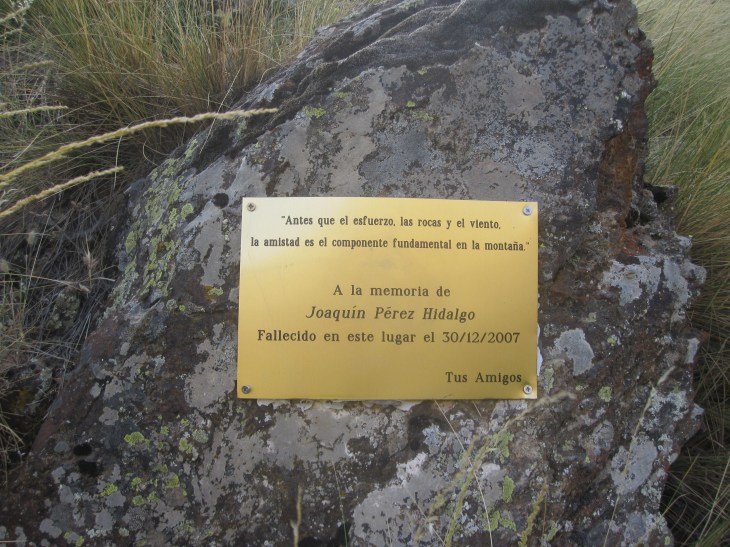 "Antes que el esfuerzo, las rocas y el viento,
la amistad es el componente fundamental en la montaña."
A la memoria de
Joaquín Pérez Hidalgo
Fallecido en este lugar el 30/12/2007
Tus Amigos